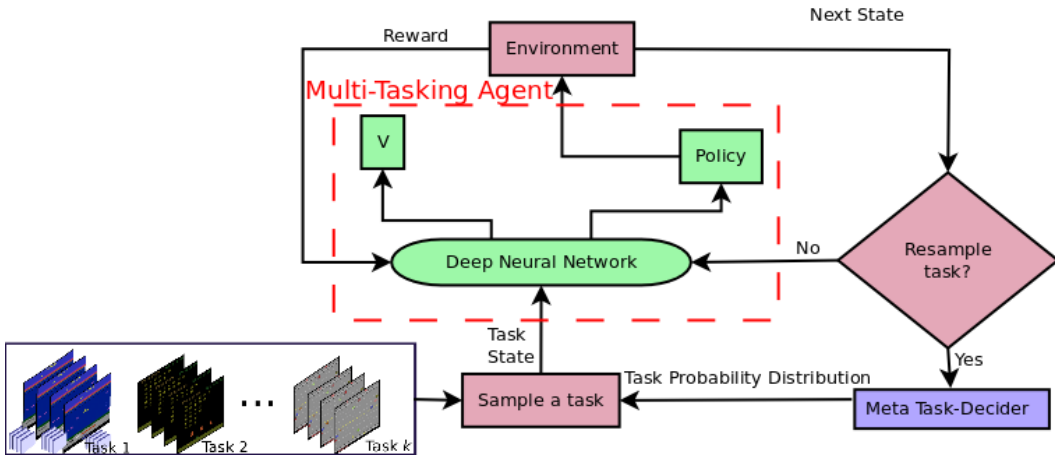 Next State
Reward
Environment
Multi-Tasking Agent
V
Policy
Deep Neural Network
No
Resample
task?
Task
State
Yes
Task Probability Distribution
Sample a task
Meta Task-Decider
...
Task 1
Task 2
Task k